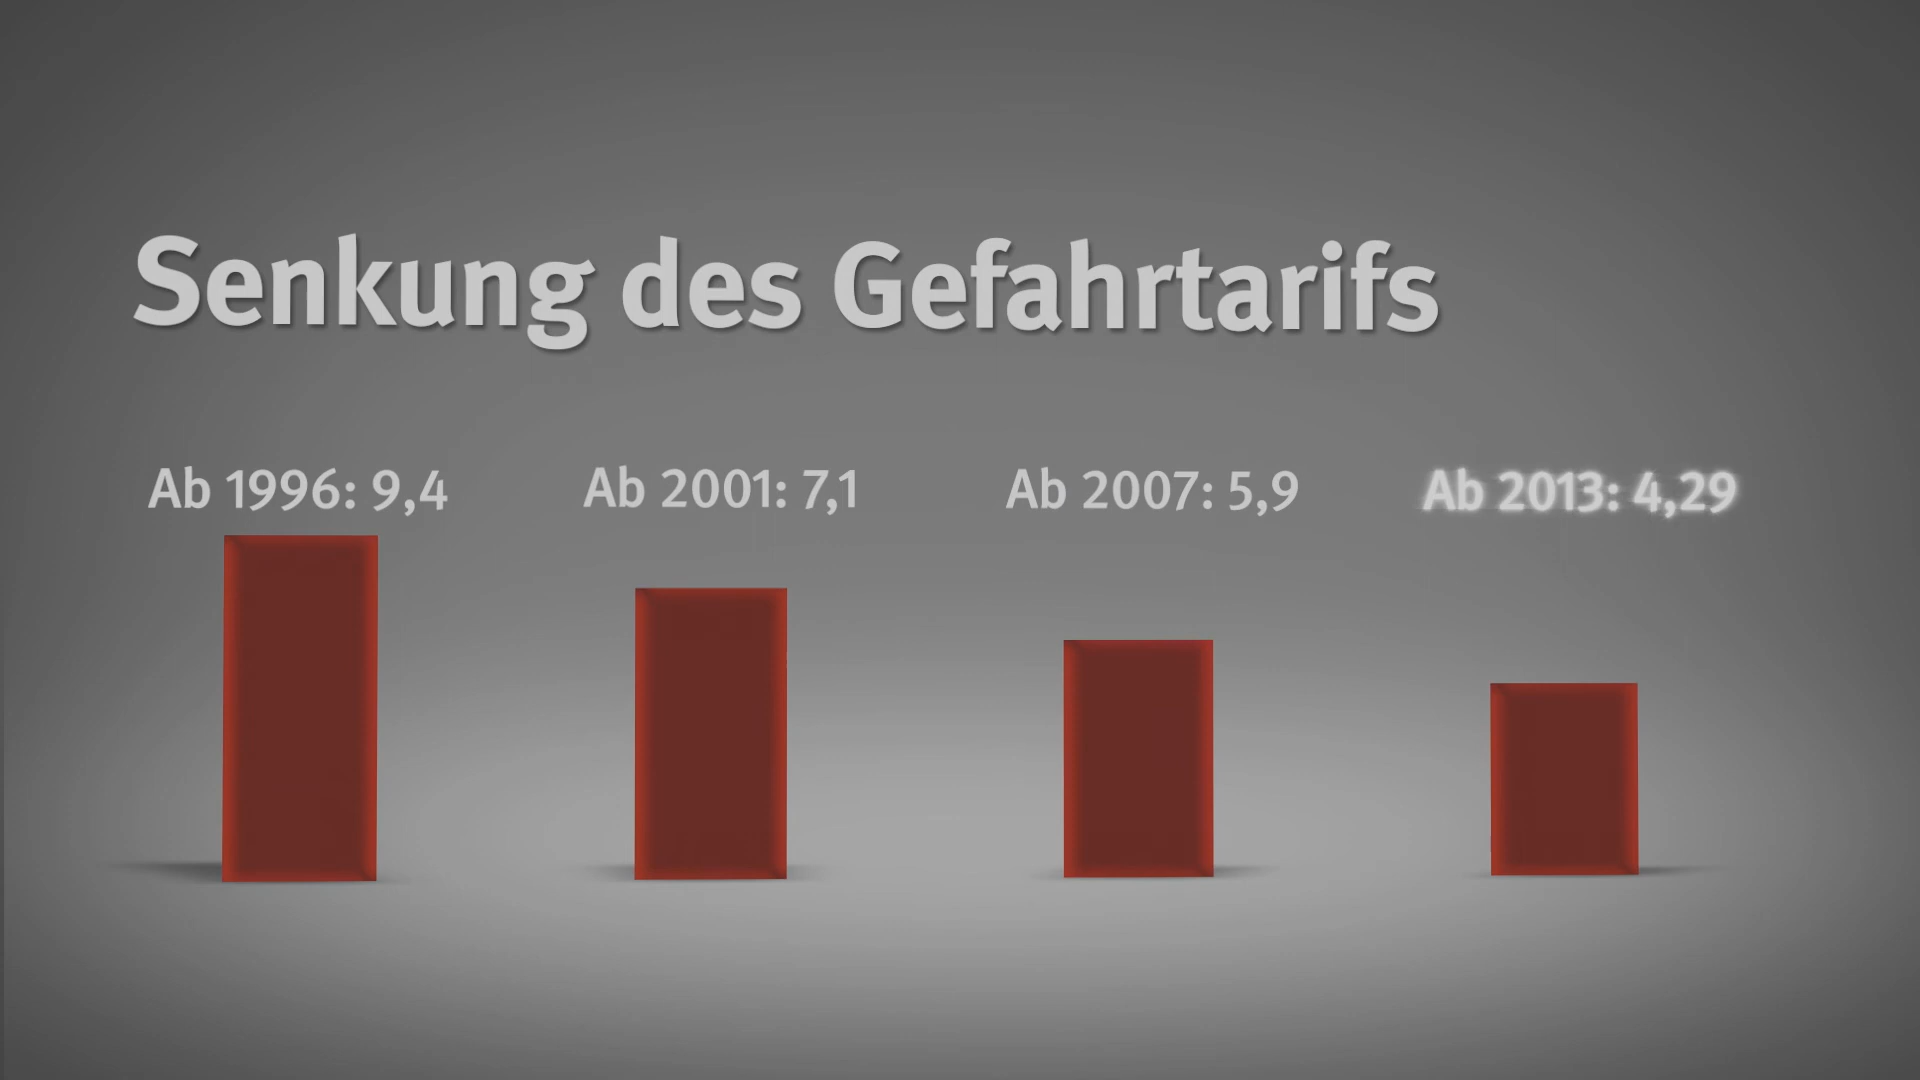 Senkung des Gefahrtarifs
Ab 1996: 9,4 Ab 2001: 7,1 Ab 2007: 5,9 Ab 2013: 4,29